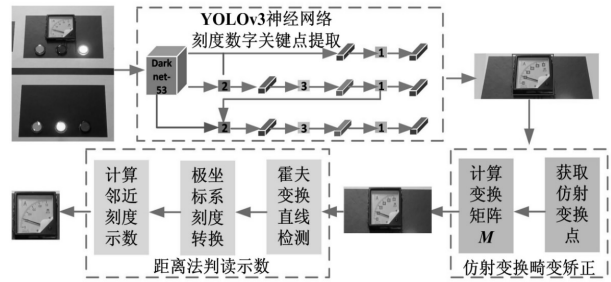 YOLOv3神经网络
刻度数字关键点提取
Dark
net-
53
1
2
3
1
2
3
1
计算
邻近
刻度
示数
极坐
标系
刻度
转换
霍夫
变换
直线
检测
距离法判读示数
计算
变换
矩阵
M
获取
仿射
变换
点
仿射变换畸变矫正